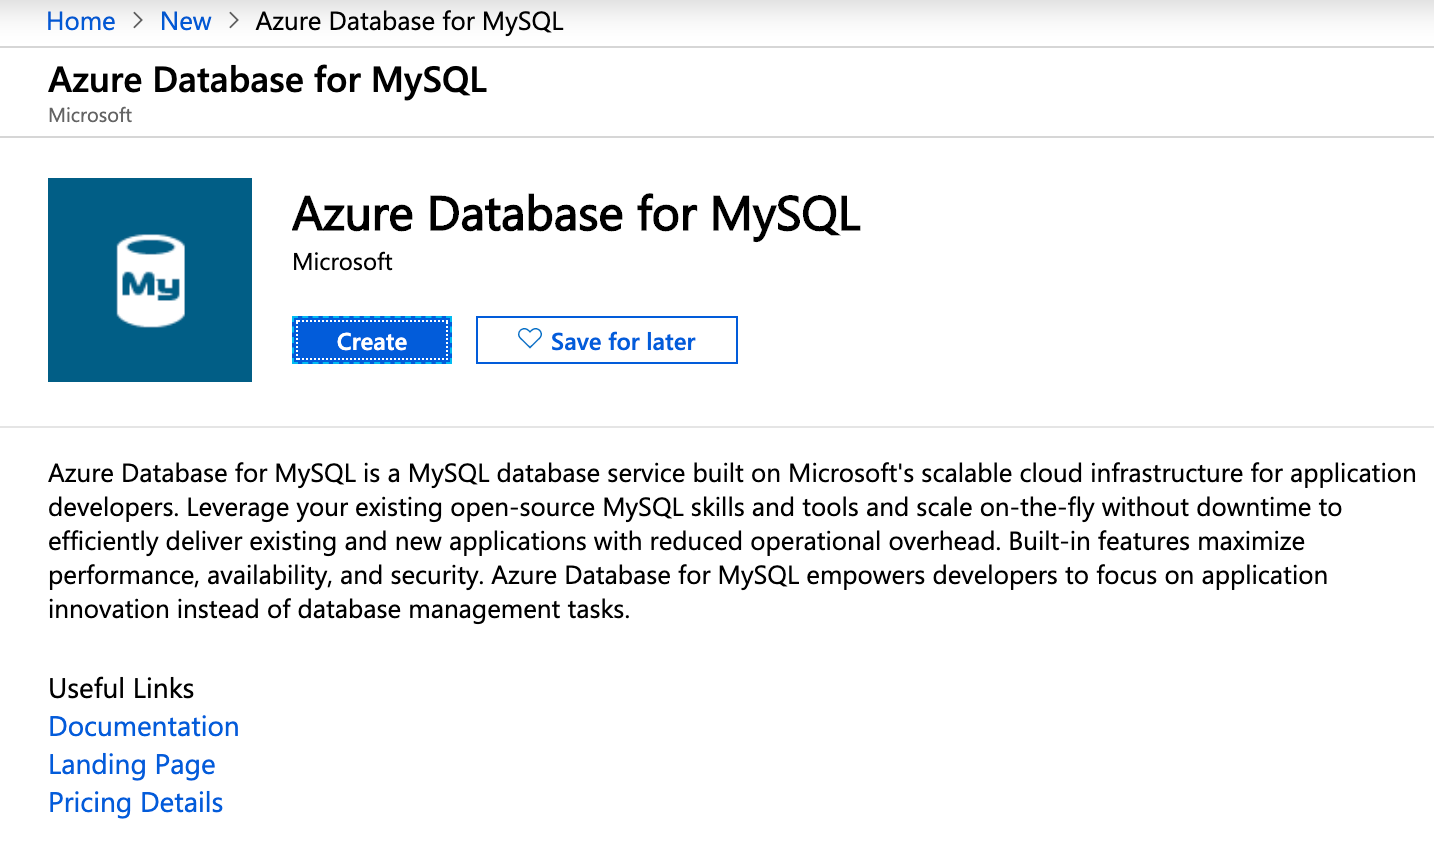 Home > New > Azure Database for MySQL
Azure Database for MySQL
Microsoft
My
Azure Database for MySQL
Microsoft
Create
Save for later
Azure Database for MySQL is a MySQL database service built on Microsoft's scalable cloud infrastructure for application
developers. Leverage your existing open-source MySQL skills and tools and scale on-the-fly without downtime to
efficiently deliver existing and new applications with reduced operational overhead. Built-in features maximize
performance, availability, and security. Azure Database for MySQL empowers developers to focus on application
innovation instead of database management tasks.
Useful Links
Documentation
Landing Page
Pricing Details